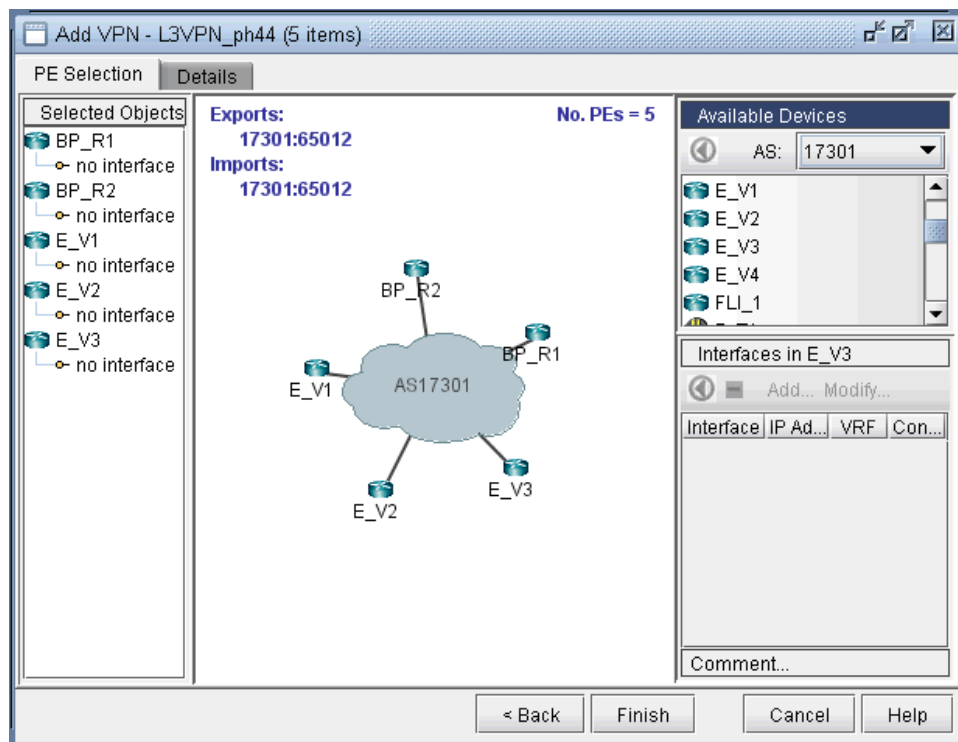 Add VPN - L3VPN_ph44 (5 items)
PE Selection
Details
Selected Objects
BP_R1
no interface
BP_R2
no interface
E_V1
no interface
E_V2
no interface
E_V3
no interface
Exports:
17301:65012
Imports:
17301:65012
No. PEs = 5
BP_R2
BP_R1
E_V1
AS17301
E_V2
E_V3
Available Devices
AS: 17301
E_V1
E_V2
E_V3
E_V4
FLI_1
Interfaces in E_V3
Add... Modify...
Interface IP Ad... VRF Con...
Comment...
< Back Finish Cancel Help